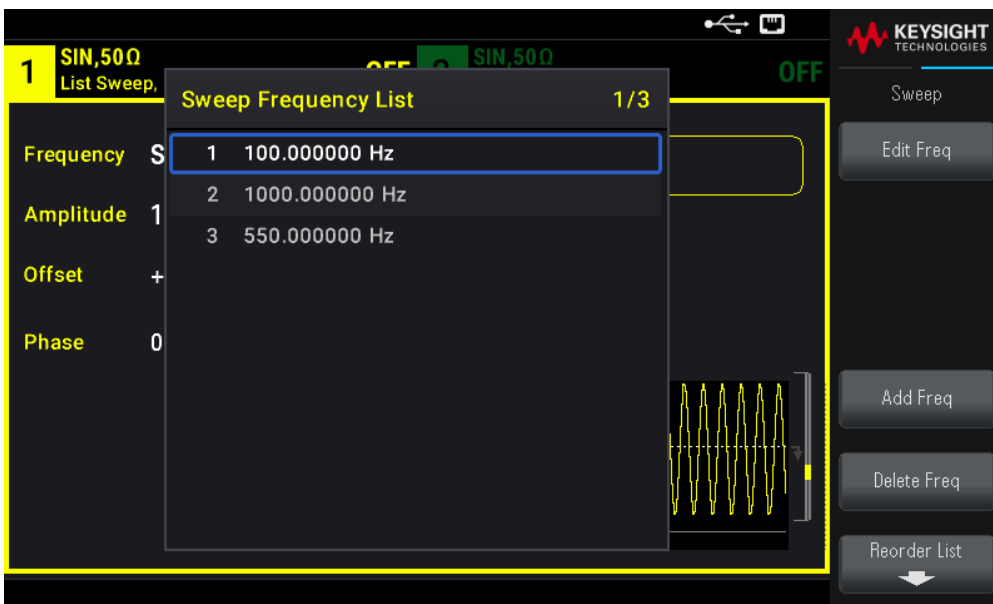 KEYSIGHT
TECHNOLOGIES
1 SIN,50Ω
List Sweep,
SIN,50Ω
OFF
Sweep
Sweep Frequency List 1/3
1 100.000000 Hz
2 1000.000000 Hz
3 550.000000 Hz
Frequency S
Amplitude 1
Offset +
Phase 0
Edit Freq
Add Freq
Delete Freq
Reorder List